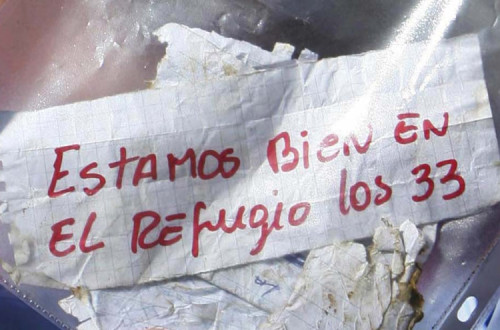 ESTAMOS BiEN EN
EL REfugio los 33